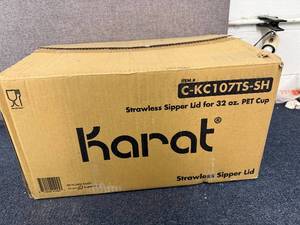 ITEM #
C-KC107TS-SH
Strawless Sipper Lid for 32 oz. PET Cup
Karat®
Strawless Sipper Lid